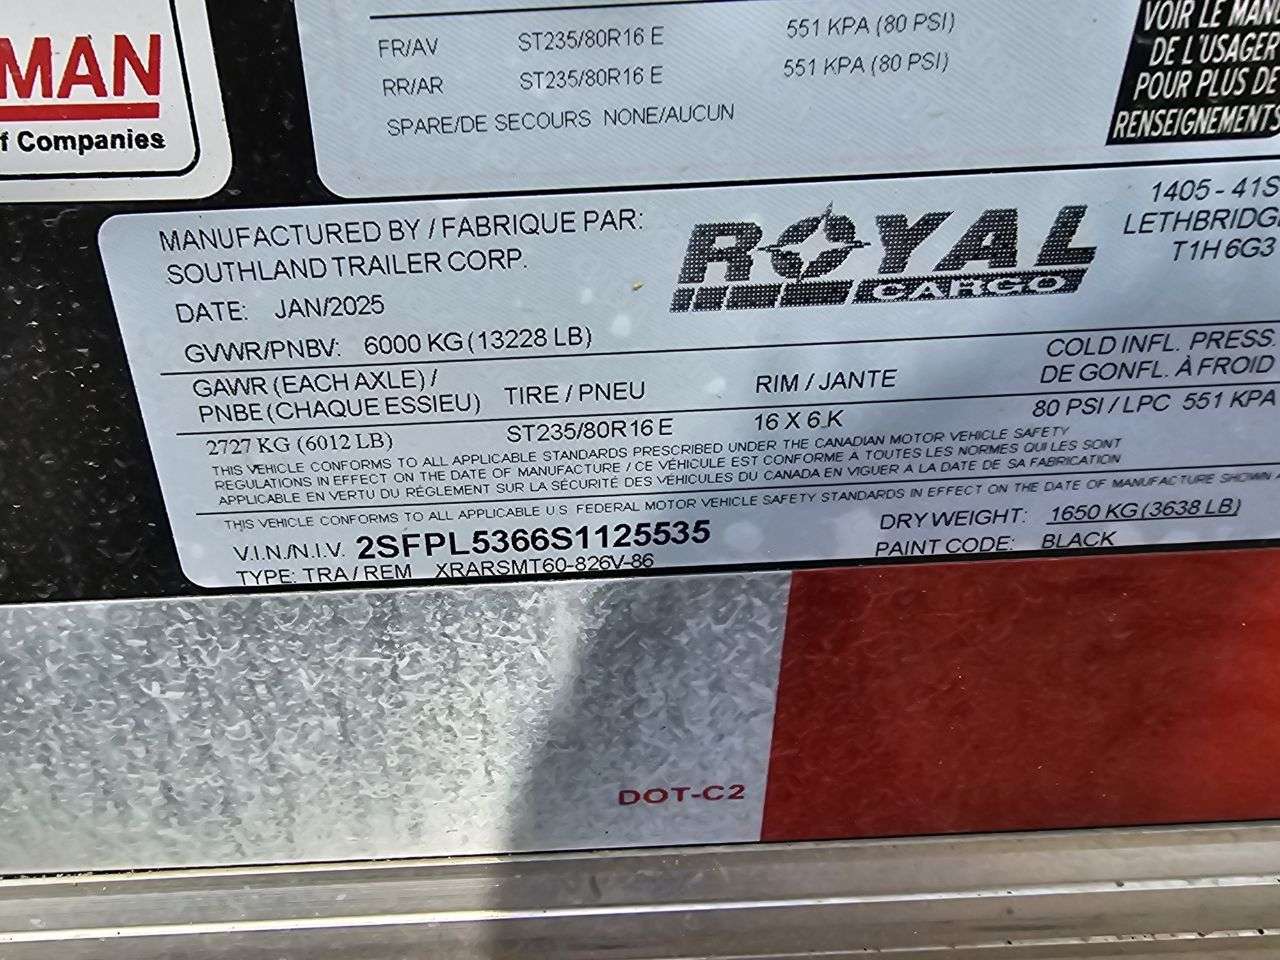 MAN
f Companies
FR/AV ST235/80R16 E 551 KPA (80 PSI)
RR/AR ST235/80R16 E 551 KPA (80 PSI)
SPARE/DE SECOURS NONE/AUCUN
VOIR LE MANU
DE L'USAGER
POUR PLUS DE
RENSEIGNEMENTS
MANUFACTURED BY / FABRIQUE PAR:
SOUTHLAND TRAILER CORP.
ROYAL
CARGO
1405 - 41S
LETHBRIDGE
T1H 6G3
DATE: JAN/2025
GVWR/PNBV: 6000 KG (13228 LB)
GAWR (EACH AXLE) /
PNBE (CHAQUE ESSIEU) TIRE / PNEU RIM / JANTE COLD INFL. PRESS.
DE GONFL. À FROID
2727 KG (6012 LB) ST235/80R16 E 16 X 6 K 80 PSI / LPC 551 KPA
THIS VEHICLE CONFORMS TO ALL APPLICABLE STANDARDS PRESCRIBED UNDER THE CANADIAN MOTOR VEHICLE SAFETY
REGULATIONS IN EFFECT ON THE DATE OF MANUFACTURE / CE VÉHICULE EST CONFORME A TOUTES LES NORMES QUI LES SONT
APPLICABLE EN VERTU DU RÉGLEMENT SUR LA SÉCURITÉ DES VÉHICULES DU CANADA EN VIGUER A LA DATE DE SA FABRICATION
THIS VEHICLE CONFORMS TO ALL APPLICABLE U.S. FEDERAL MOTOR VEHICLE SAFETY STANDARDS IN EFFECT ON THE DATE OF MANUFACTURE SHOWN A
V.I.N./N.I.V. 2SFPL5366S1125535 DRY WEIGHT: 1650 KG (3638 LB)
TYPE: TRA / REM XRARSMT60-826V-86 PAINT CODE: BLACK
DOT-C2